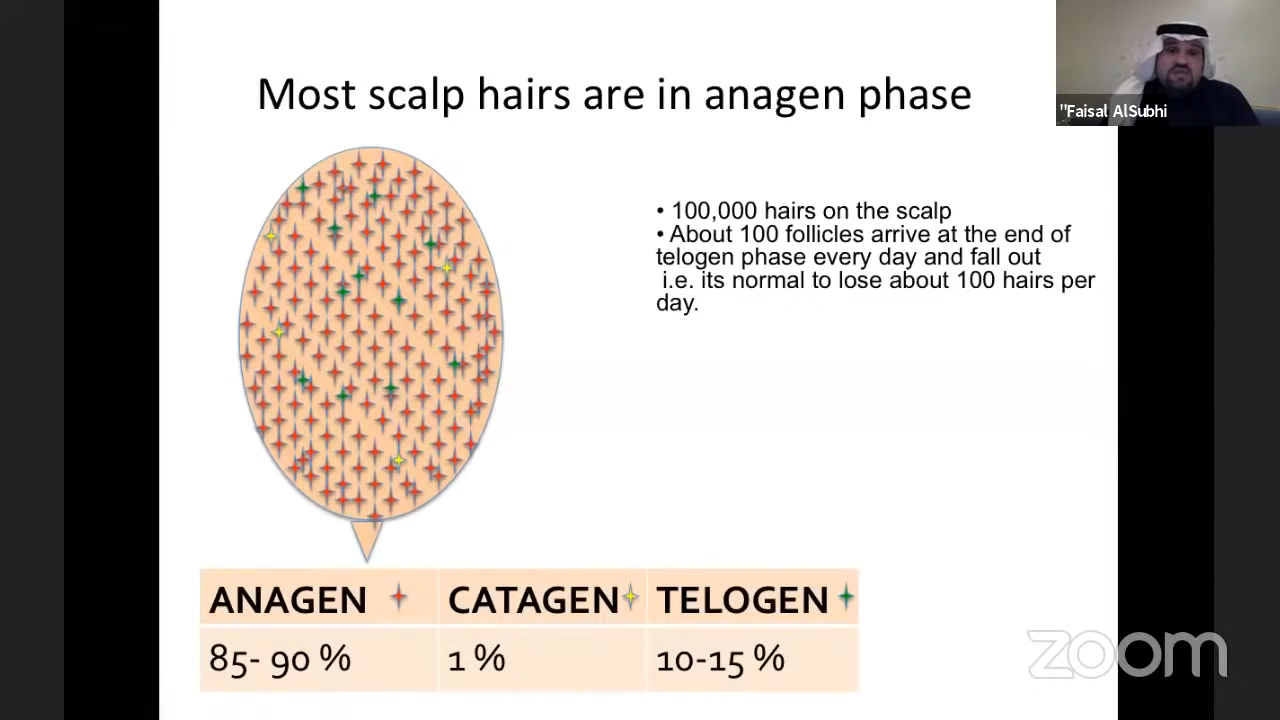 Most scalp hairs are in anagen phase
"Faisal AlSubhi
• 100,000 hairs on the scalp
• About 100 follicles arrive at the end of
telogen phase every day and fall out
i.e. its normal to lose about 100 hairs per
day.
ANAGEN CATAGEN TELOGEN
85- 90 % 1 % 10-15 %
zoom